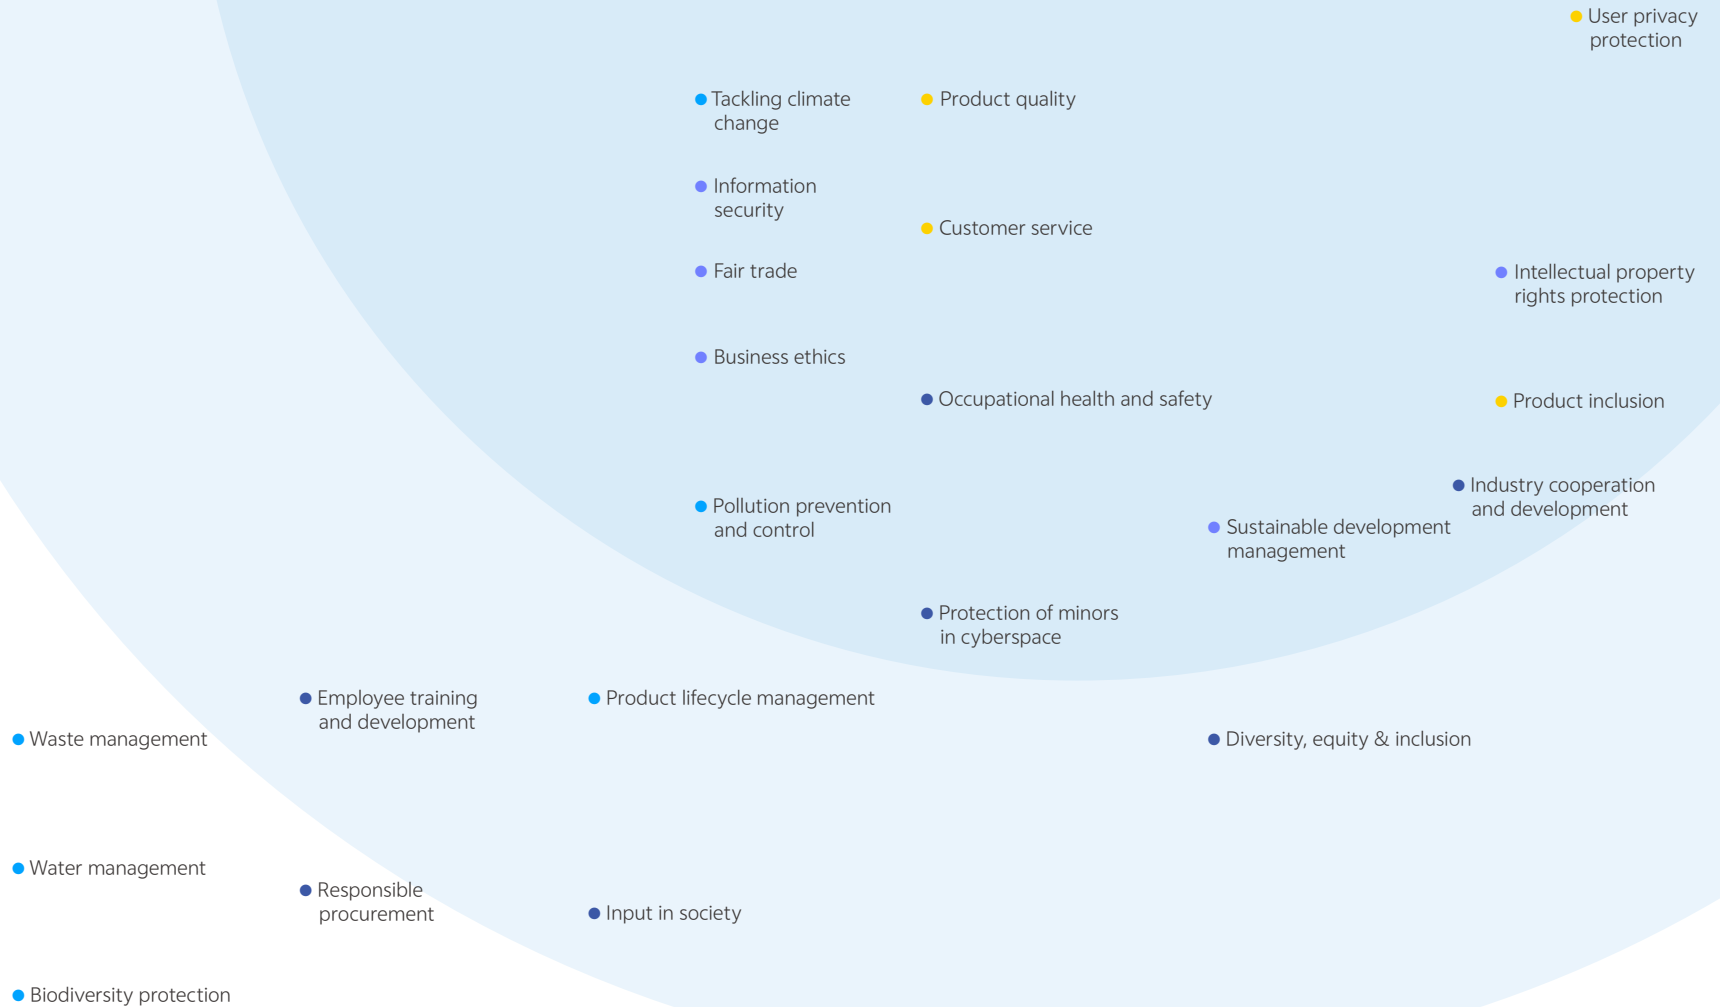 User privacy
protection
Tackling climate
change
Product quality
Information
security
Customer service
Fair trade
Intellectual property
rights protection
Business ethics
Occupational health and safety
Product inclusion
Industry cooperation
and development
Pollution prevention
and control
Sustainable development
management
Protection of minors
in cyberspace
Employee training
and development
Product lifecycle management
Waste management
Diversity, equity & inclusion
Water management
Responsible
procurement
Input in society
Biodiversity protection